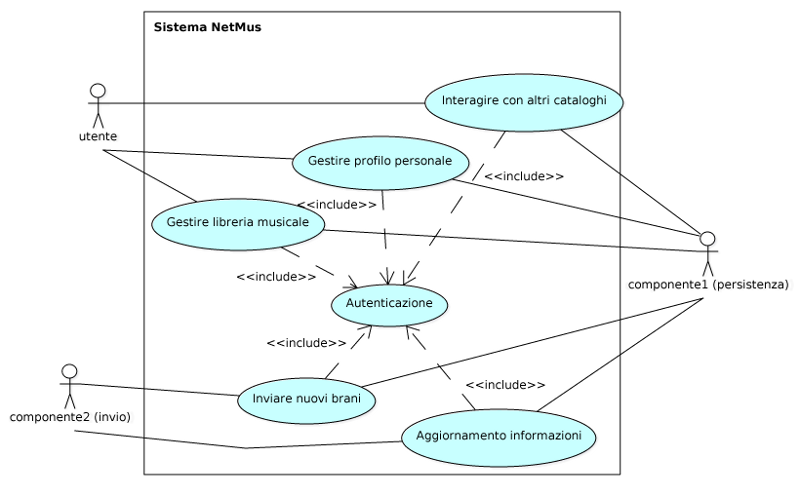 Sistema NetMus
Interagire con altri cataloghi
utente
Gestire profilo personale
<<include>>
<<include>>
Gestire libreria musicale
<<include>>
componente1 (persistenza)
Autenticazione
<<include>>
<<include>>
Inviare nuovi brani
componente2 (invio)
Aggiornamento informazioni